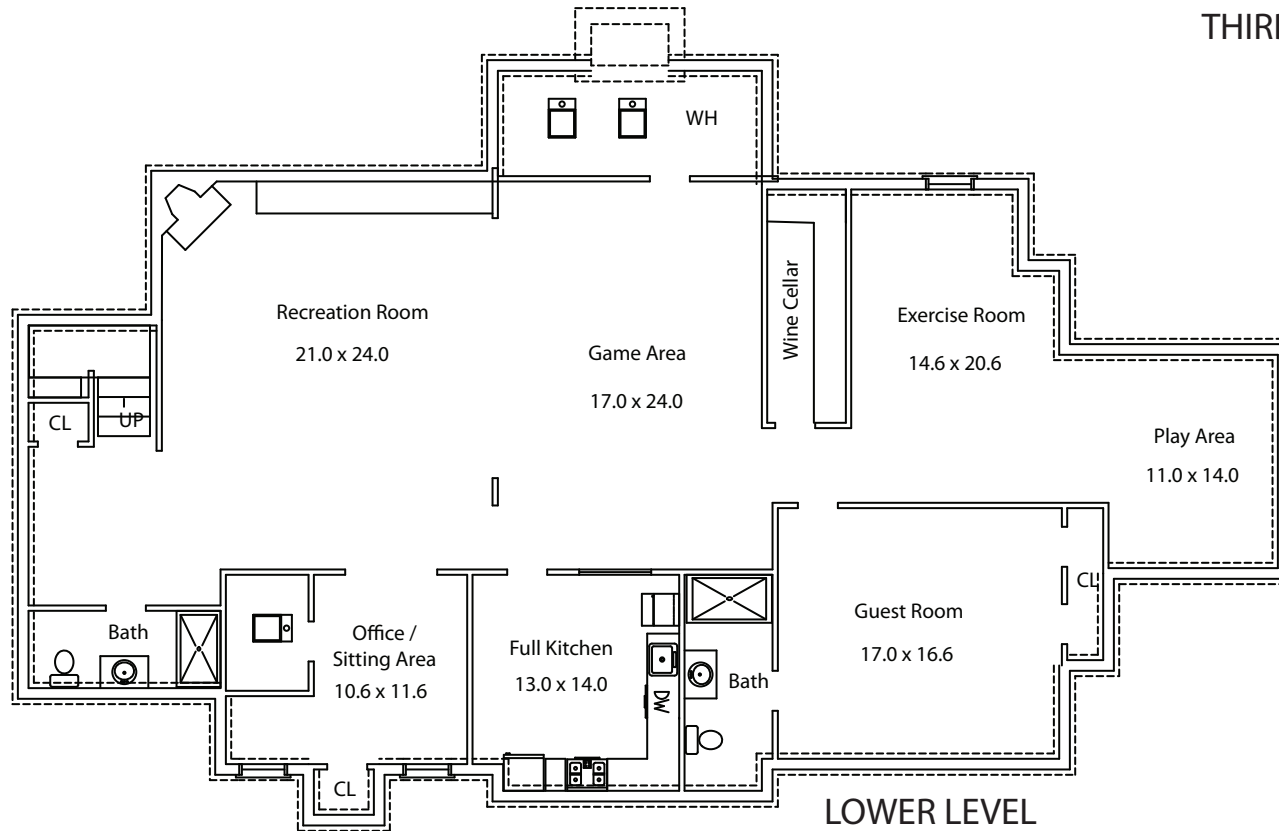 THIRD
WH
Recreation Room
21.0 x 24.0
Game Area
17.0 x 24.0
Wine Cellar
Exercise Room
14.6 x 20.6
Play Area
11.0 x 14.0
CL
UP
Bath
Office /
Sitting Area
10.6 x 11.6
Full Kitchen
13.0 x 14.0
DW
Bath
Guest Room
17.0 x 16.6
CL
CL
LOWER LEVEL